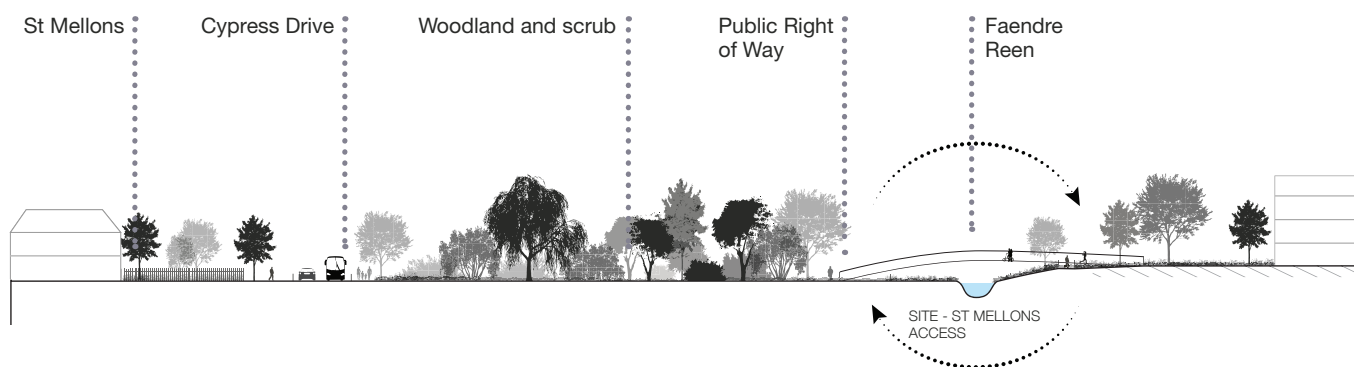 St Mellons
Cypress Drive
Woodland and scrub
Public Right
of Way
Faendre
Reen
SITE - ST MELLONS
ACCESS